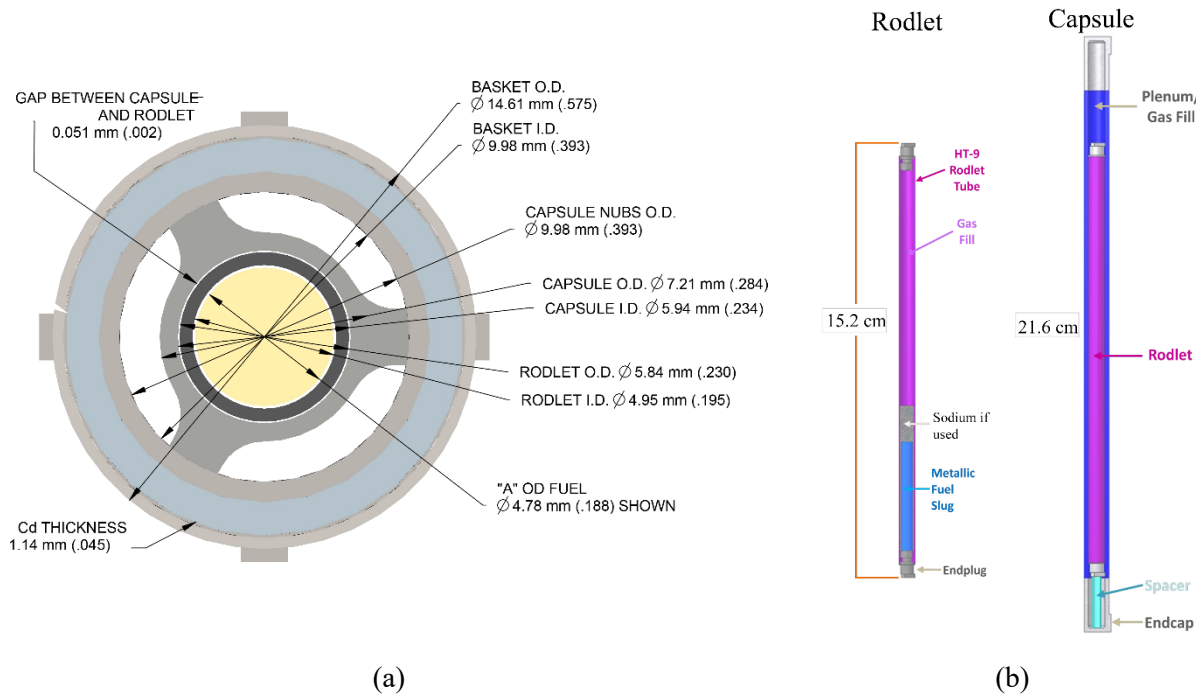 GAP BETWEEN CAPSULE
AND RODLET
0.051 mm (.002)
BASKET O.D.
∅ 14.61 mm (.575)
BASKET I.D.
∅ 9.98 mm (.393)
CAPSULE NUBS O.D.
∅ 9.98 mm (.393)
CAPSULE O.D. ∅ 7.21 mm (.284)
CAPSULE I.D. ∅ 5.94 mm (.234)
RODLET O.D. ∅ 5.84 mm (.230)
RODLET I.D. ∅ 4.95 mm (.195)
"A" OD FUEL
∅ 4.78 mm (.188) SHOWN
Cd THICKNESS
1.14 mm (.045)
(a)
Rodlet
HT-9
Rodlet
Tube
Gas
Fill
15.2 cm
Sodium if
used
Metallic
Fuel
Slug
Endplug
Capsule
Plenum/
Gas Fill
21.6 cm
Rodlet
Spacer
Endcap
(b)